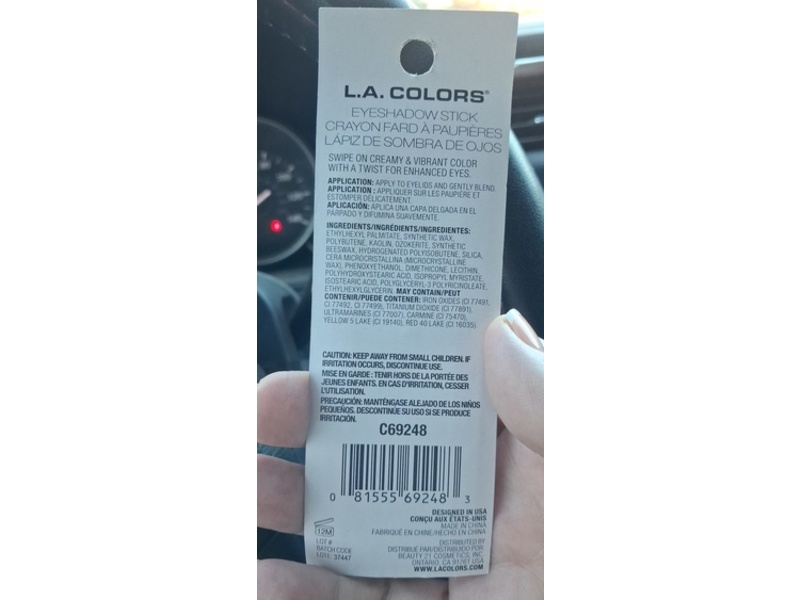 L.A. COLORS®
EYESHADOW STICK
CRAYON FARD À PAUPIÈRES
LÁPIZ DE SOMBRA DE OJOS
SWIPE ON CREAMY & VIBRANT COLOR
WITH A TWIST FOR ENHANCED EYES.
APPLICATION: APPLY TO EYELIDS AND GENTLY BLEND.
APPLICATION : APPLIQUER SUR LES PAUPIÈRE ET
ESTOMPER DÉLICATEMENT.
APLICACIÓN: APLICA UNA CAPA DELGADA EN EL
PÁRPADO Y DIFUMINA SUAVEMENTE.
INGREDIENTS/INGRÉDIENTS/INGREDIENTES:
ETHYLHEXYL PALMITATE, SYNTHETIC WAX,
POLYBUTENE, KAOLIN, OZOKERITE, SYNTHETIC
BEESWAX, HYDROGENATED POLYISOBUTENE, SILICA,
CERA MICROCRISTALLINA (MICROCRYSTALLINE
WAX), PHENOXYETHANOL, DIMETHICONE, LECITHIN,
POLYHYDROXYSTEARIC ACID, ISOPROPYL MYRISTATE,
ISOSTEARIC ACID, POLYGLYCERYL-3 POLYRICINOLEATE,
ETHYLHEXYLGLYCERIN. MAY CONTAIN/PEUT
CONTENIR/PUEDE CONTENER: IRON OXIDES (CI 77491,
CI 77492, CI 77499), TITANIUM DIOXIDE (CI 77891),
ULTRAMARINES (CI 77007), CARMINE (CI 75470),
YELLOW 5 LAKE (CI 19140), RED 40 LAKE (CI 16035).
CAUTION: KEEP AWAY FROM SMALL CHILDREN. IF
IRRITATION OCCURS, DISCONTINUE USE.
MISE EN GARDE : TENIR HORS DE LA PORTÉE DES
JEUNES ENFANTS. EN CAS D'IRRITATION, CESSER
L'UTILISATION.
PRECAUCIÓN: MANTÉNGASE ALEJADO DE LOS NIÑOS
PEQUEÑOS. DESCONTINÚE SU USO SI SE PRODUCE
IRRITACIÓN.
C69248
0 81555 69248 3
DESIGNED IN USA
CONÇU AUX ÉTATS-UNIS
MADE IN CHINA
FABRIQUÉ EN CHINE/HECHO EN CHINA
12M
LOT #
BATCH CODE
LOTE: 37447
DISTRIBUTED BY
DISTRIBUÉ PAR/DISTRIBUIDO POR:
BEAUTY 21 COSMETICS, INC.
ONTARIO, CA 91761 USA
WWW.LACOLORS.COM